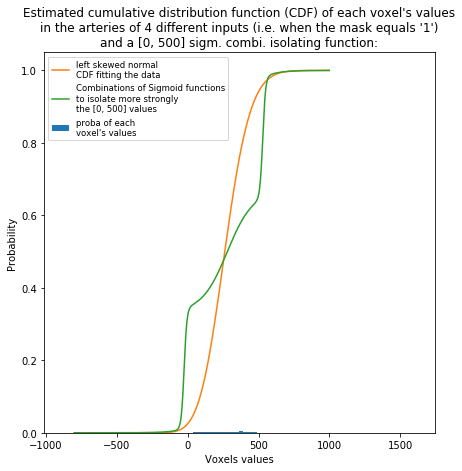 Estimated cumulative distribution function (CDF) of each voxel's values
in the arteries of 4 different inputs (i.e. when the mask equals '1')
and a [0, 500] sigm. combi. isolating function:
left skewed normal
CDF fitting the data
Combinations of Sigmoid functions
to isolate more strongly
the [0, 500] values
proba of each
voxel's values
1.0
0.8
0.6
0.4
0.2
0.0
Probability
−1000
−500
0
500
1000
1500
Voxels values